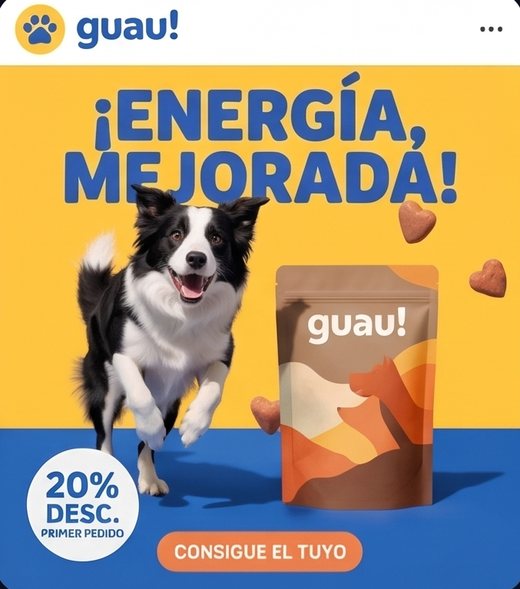 guau!
¡ENERGÍA,
MEJORADA!
guau!
20%
DESC.
PRIMER PEDIDO
CONSIGUE EL TUYO